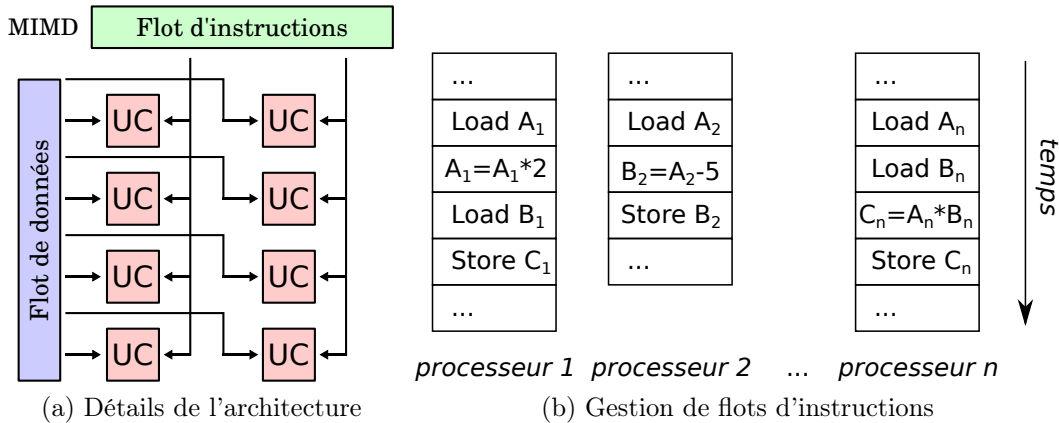 MIMD
Flot d'instructions
Flot de données
UC UC
UC UC
UC UC
UC UC
(a) Détails de l'architecture
...
Load A₁
A₁=A₁*2
Load B₁
Store C₁
...
processeur 1
...
Load A₂
B₂=A₂-5
Store B₂
...
processeur 2
...
...
Load Aₙ
Load Bₙ
Cₙ=Aₙ*Bₙ
Store Cₙ
...
processeur n
temps
(b) Gestion de flots d'instructions